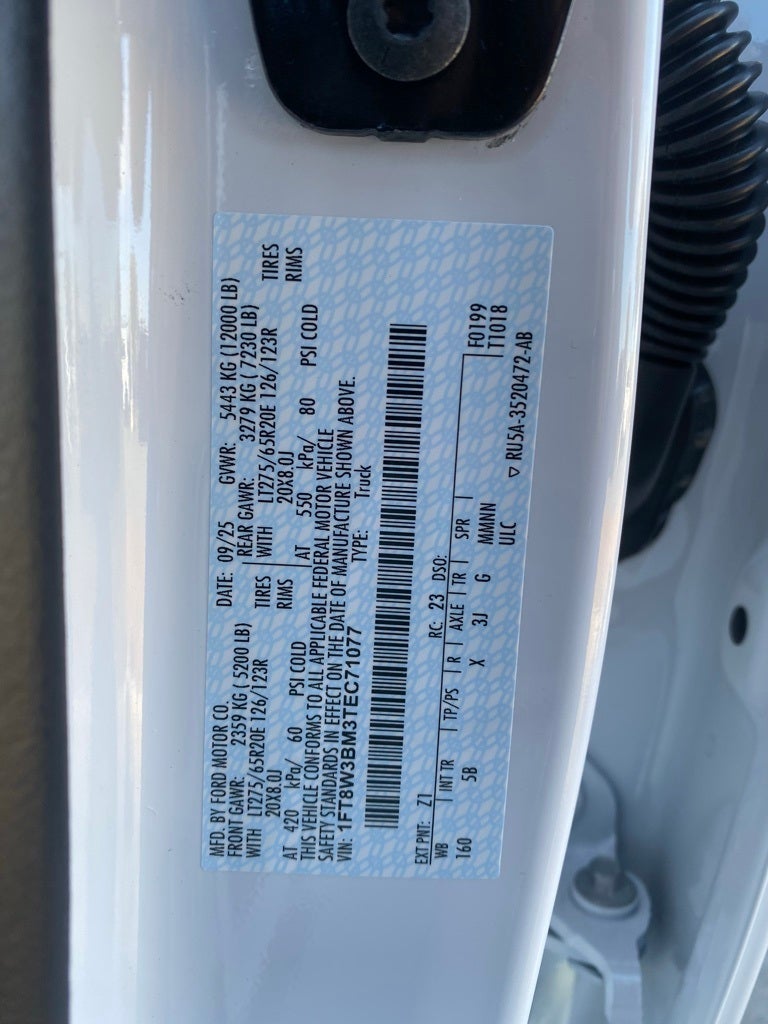 MFD. BY FORD MOTOR CO.
DATE: 09/25 GVWR: 5443 KG (12000 LB)
FRONT GAWR: 2359 KG ( 5200 LB) REAR GAWR: 3279 KG ( 7230 LB)
WITH LT275/65R20E 126/123R TIRES WITH LT275/65R20E 126/123R TIRES
20X8.0J RIMS 20X8.0J RIMS
AT 420 kPa/ 60 PSI COLD AT 550 kPa/ 80 PSI COLD
THIS VEHICLE CONFORMS TO ALL APPLICABLE FEDERAL MOTOR VEHICLE
SAFETY STANDARDS IN EFFECT ON THE DATE OF MANUFACTURE SHOWN ABOVE.
VIN: 1FT8W3BM3TEC71077 TYPE: Truck
EXT PNT: Z1 RC: 23 DSO: F0199
WB INT TR TP/PS R AXLE TR SPR T1018
160 5B X 3J G MMNNN
ULC
▽ RU5A-3520472-AB